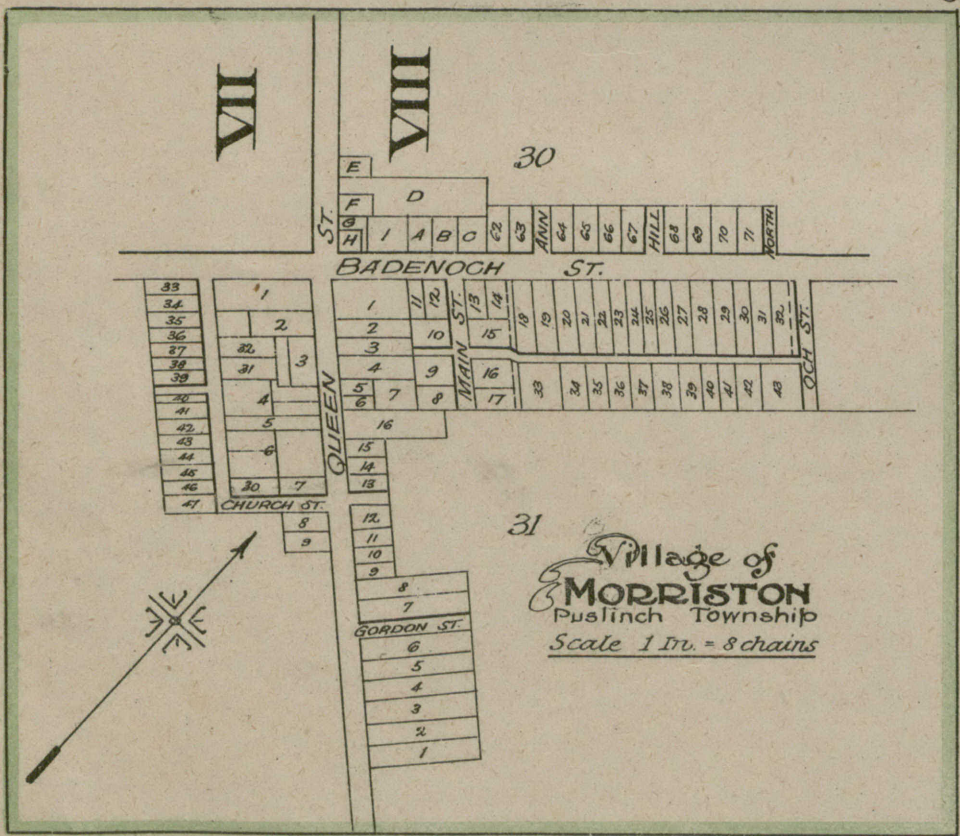 VII
VIII
30
E
D
F
G
H
I A B C 62 63 ANN 64 65 66 67 HILL 68 69 70 71 NORTH
ST.
BADENOCH ST.
33
34
35
36
37
38
39
40
41
42
43
44
45
46
47
1
2
32
31
3
4
5
6
30 7
CHURCH ST.
8
9
QUEEN
1
2
3
4
5
6
7
11 12
10
9
8
MAIN ST.
13 14
15
16
17
18 19 20 21 22 23 24 25 26 27 28 29 30 31 32
33 34 35 36 37 38 39 40 41 42 43
OCH ST.
16
15
14
13
12
11
10
9
8
7
GORDON ST.
6
5
4
3
2
1
31
Village of
MORRISTON
Puslinch Township
Scale 1 In. = 8 chains